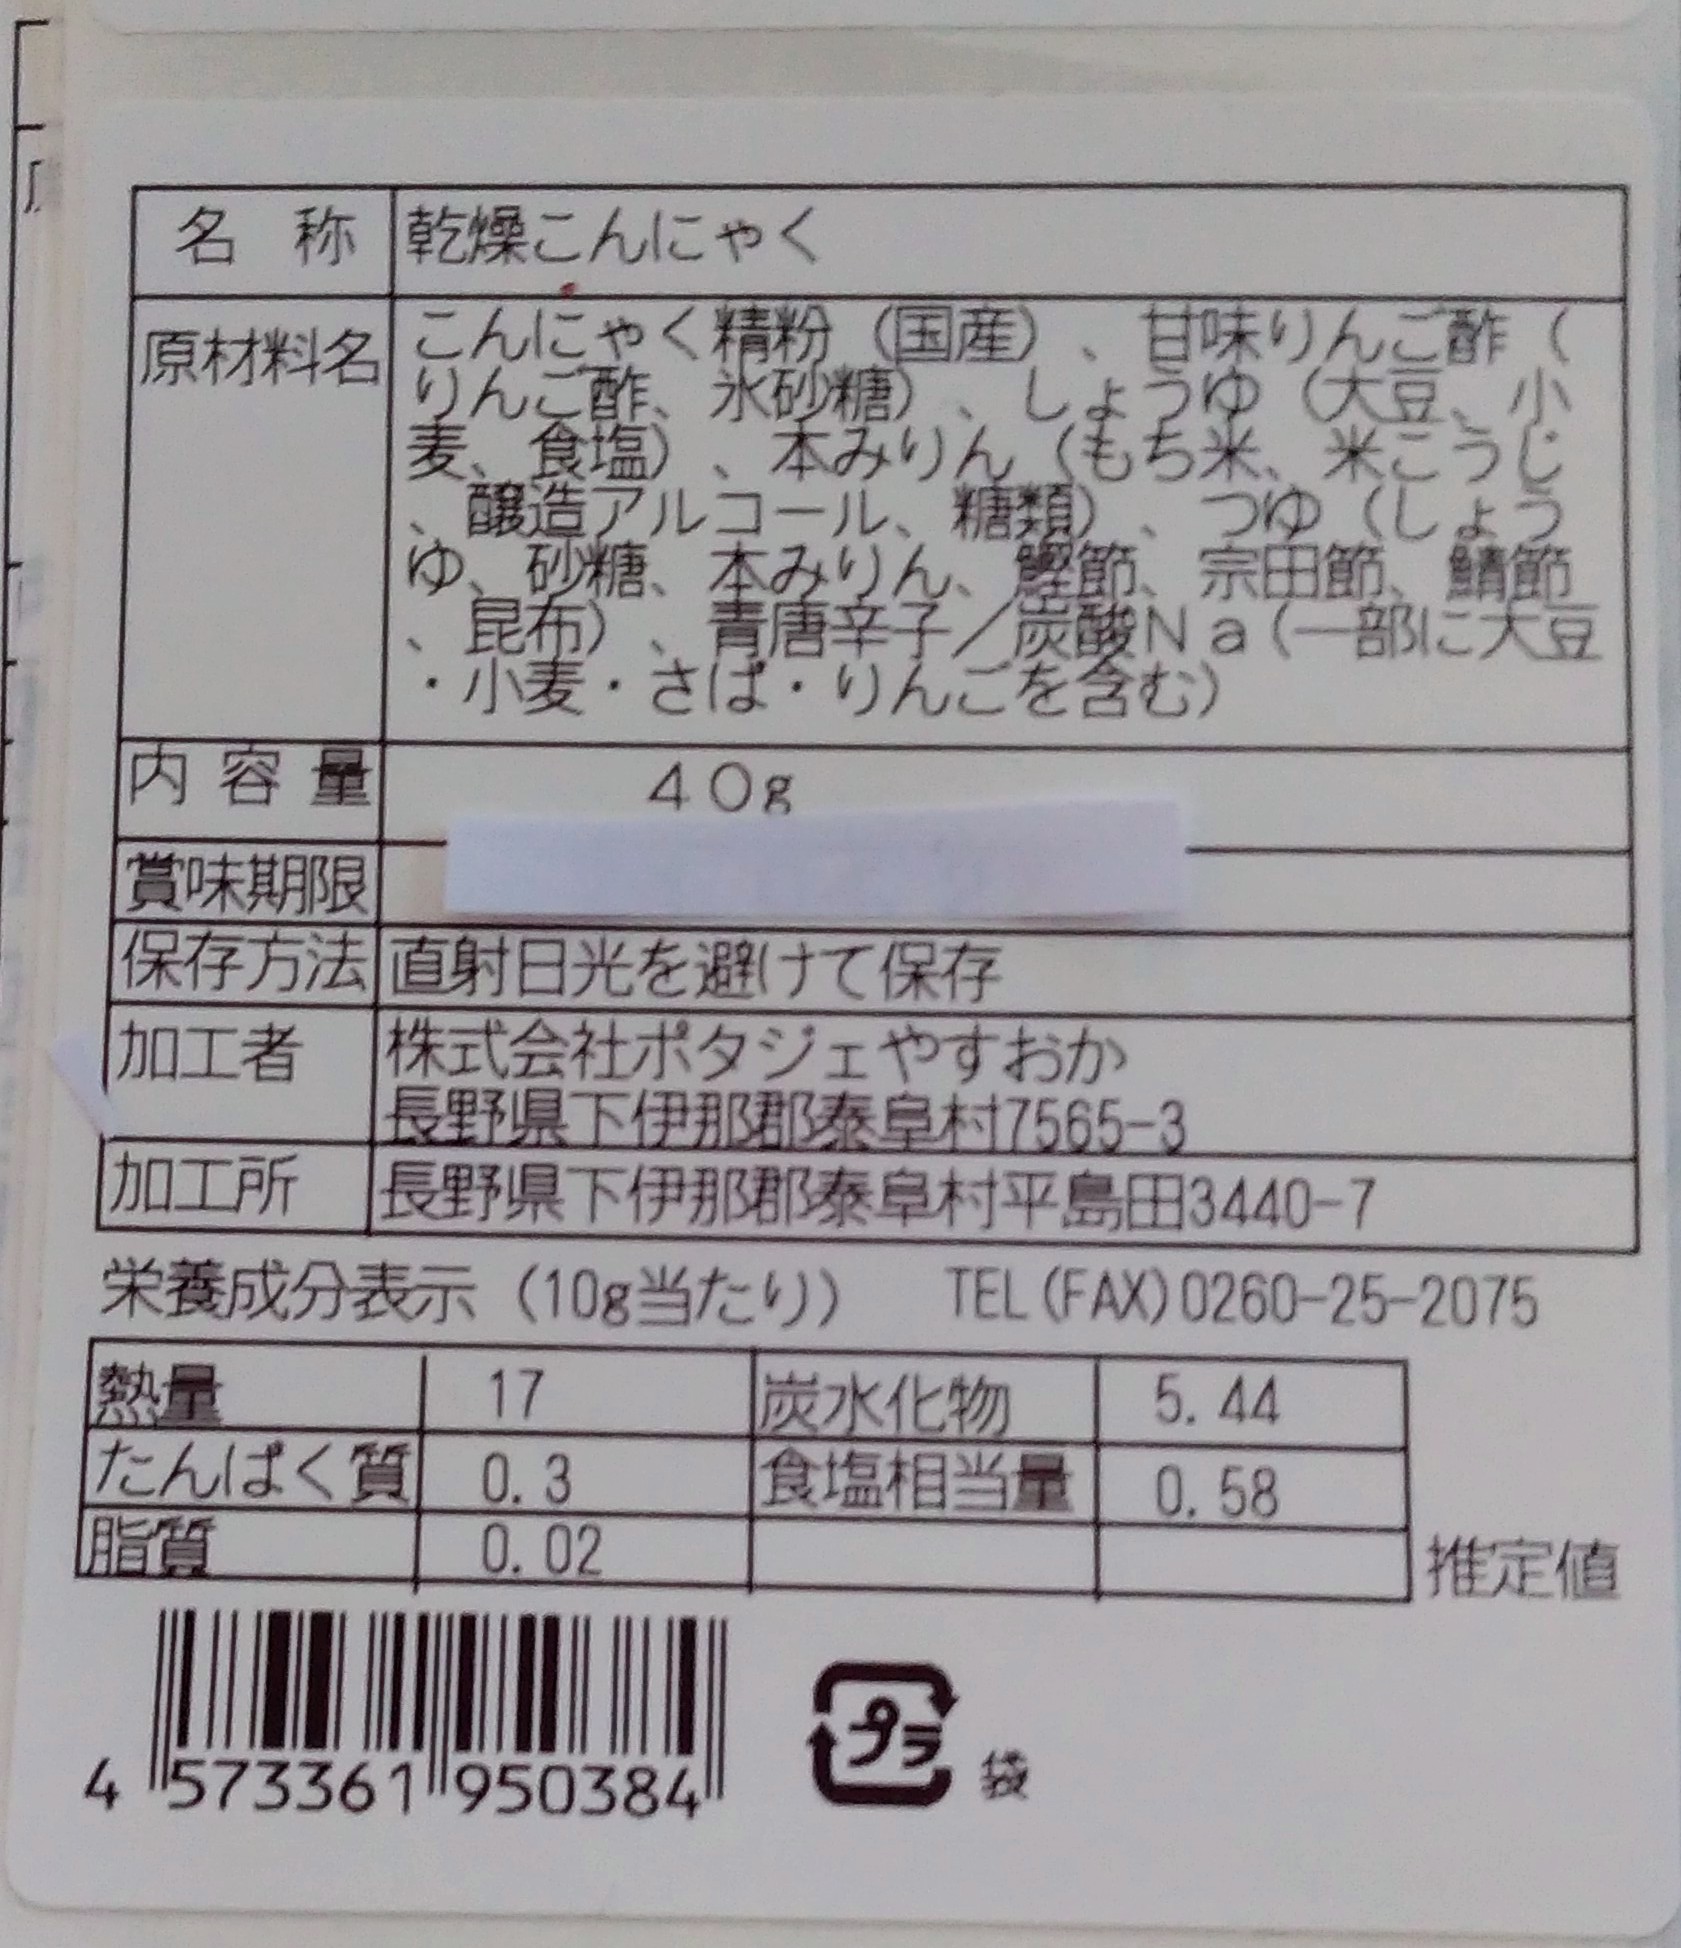 名称 乾燥こんにゃく
原材料名 こんにゃく精粉（国産）、甘味りんご酢（
りんご酢、氷砂糖）、しょうゆ（大豆、小
麦、食塩）、本みりん（もち米、米こうじ
、醸造アルコール、糖類）、つゆ（しょう
ゆ、砂糖、本みりん、鰹節、宗田節、鯖節
、昆布）、青唐辛子／炭酸Ｎａ(一部に大豆
・小麦・さば・りんごを含む）
内容量 40g
賞味期限
保存方法 直射日光を避けて保存
加工者 株式会社ポタジェやすおか
長野県下伊那郡泰阜村7565-3
加工所 長野県下伊那郡泰阜村平島田3440-7
栄養成分表示（10g当たり） TEL(FAX)0260-25-2075
熱量 17 炭水化物 5.44
たんぱく質 0.3 食塩相当量 0.58
脂質 0.02
推定値
4 573361 950384
プラ 袋